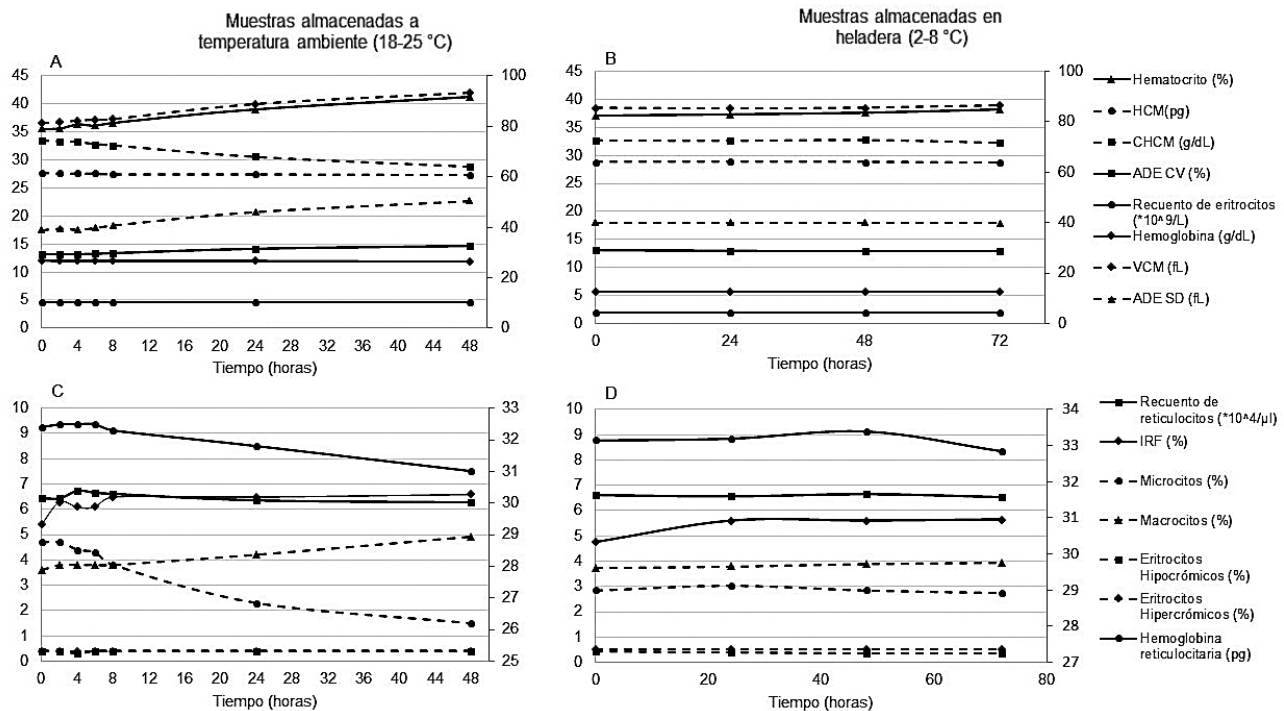 Muestras almacenadas a
temperatura ambiente (18-25 °C)
Muestras almacenadas en
heladera (2-8 °C)
A
45
40
35
30
25
20
15
10
5
0
100
80
60
40
20
0
0 4 8 12 16 20 24 28 32 36 40 44 48
Tiempo (horas)
B
45
40
35
30
25
20
15
10
5
0
100
80
60
40
20
0
0 24 48 72
Tiempo (horas)
Hematocrito (%)
HCM(pg)
CHCM (g/dL)
ADE CV (%)
Recuento de eritrocitos
(*10^9/L)
Hemoglobina (g/dL)
VCM (fL)
ADE SD (fL)
C
10
9
8
7
6
5
4
3
2
1
0
33
32
31
30
29
28
27
26
25
0 4 8 12 16 20 24 28 32 36 40 44 48
Tiempo (horas)
D
10
9
8
7
6
5
4
3
2
1
0
34
33
32
31
30
29
28
27
0 20 40 60 80
Tiempo (horas)
Recuento de
reticulocitos (*10^4/µl)
IRF (%)
Microcitos (%)
Macrocitos (%)
Eritrocitos
Hipocrómicos (%)
Eritrocitos
Hipercrómicos (%)
Hemoglobina
reticulocitaria (pg)